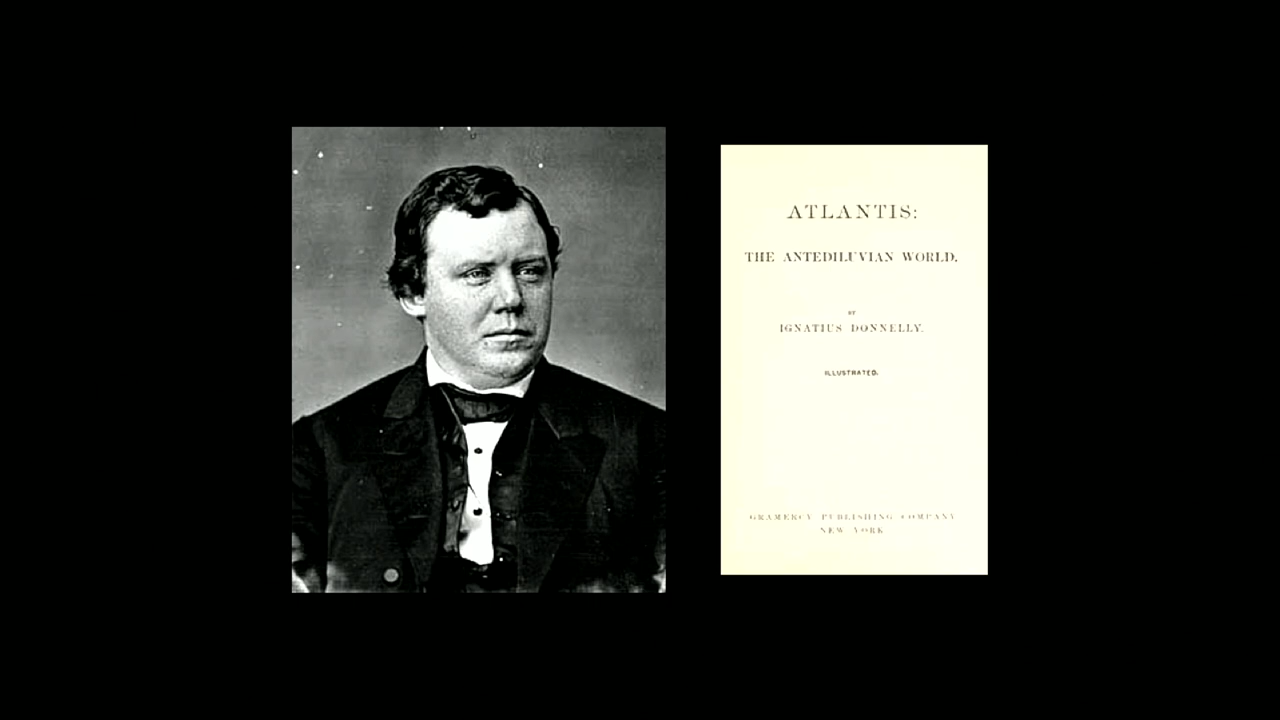 ATLANTIS:
THE ANTEDILUVIAN WORLD.
BY
IGNATIUS DONNELLY.
ILLUSTRATED.
GRAMERCY PUBLISHING COMPANY
NEW YORK